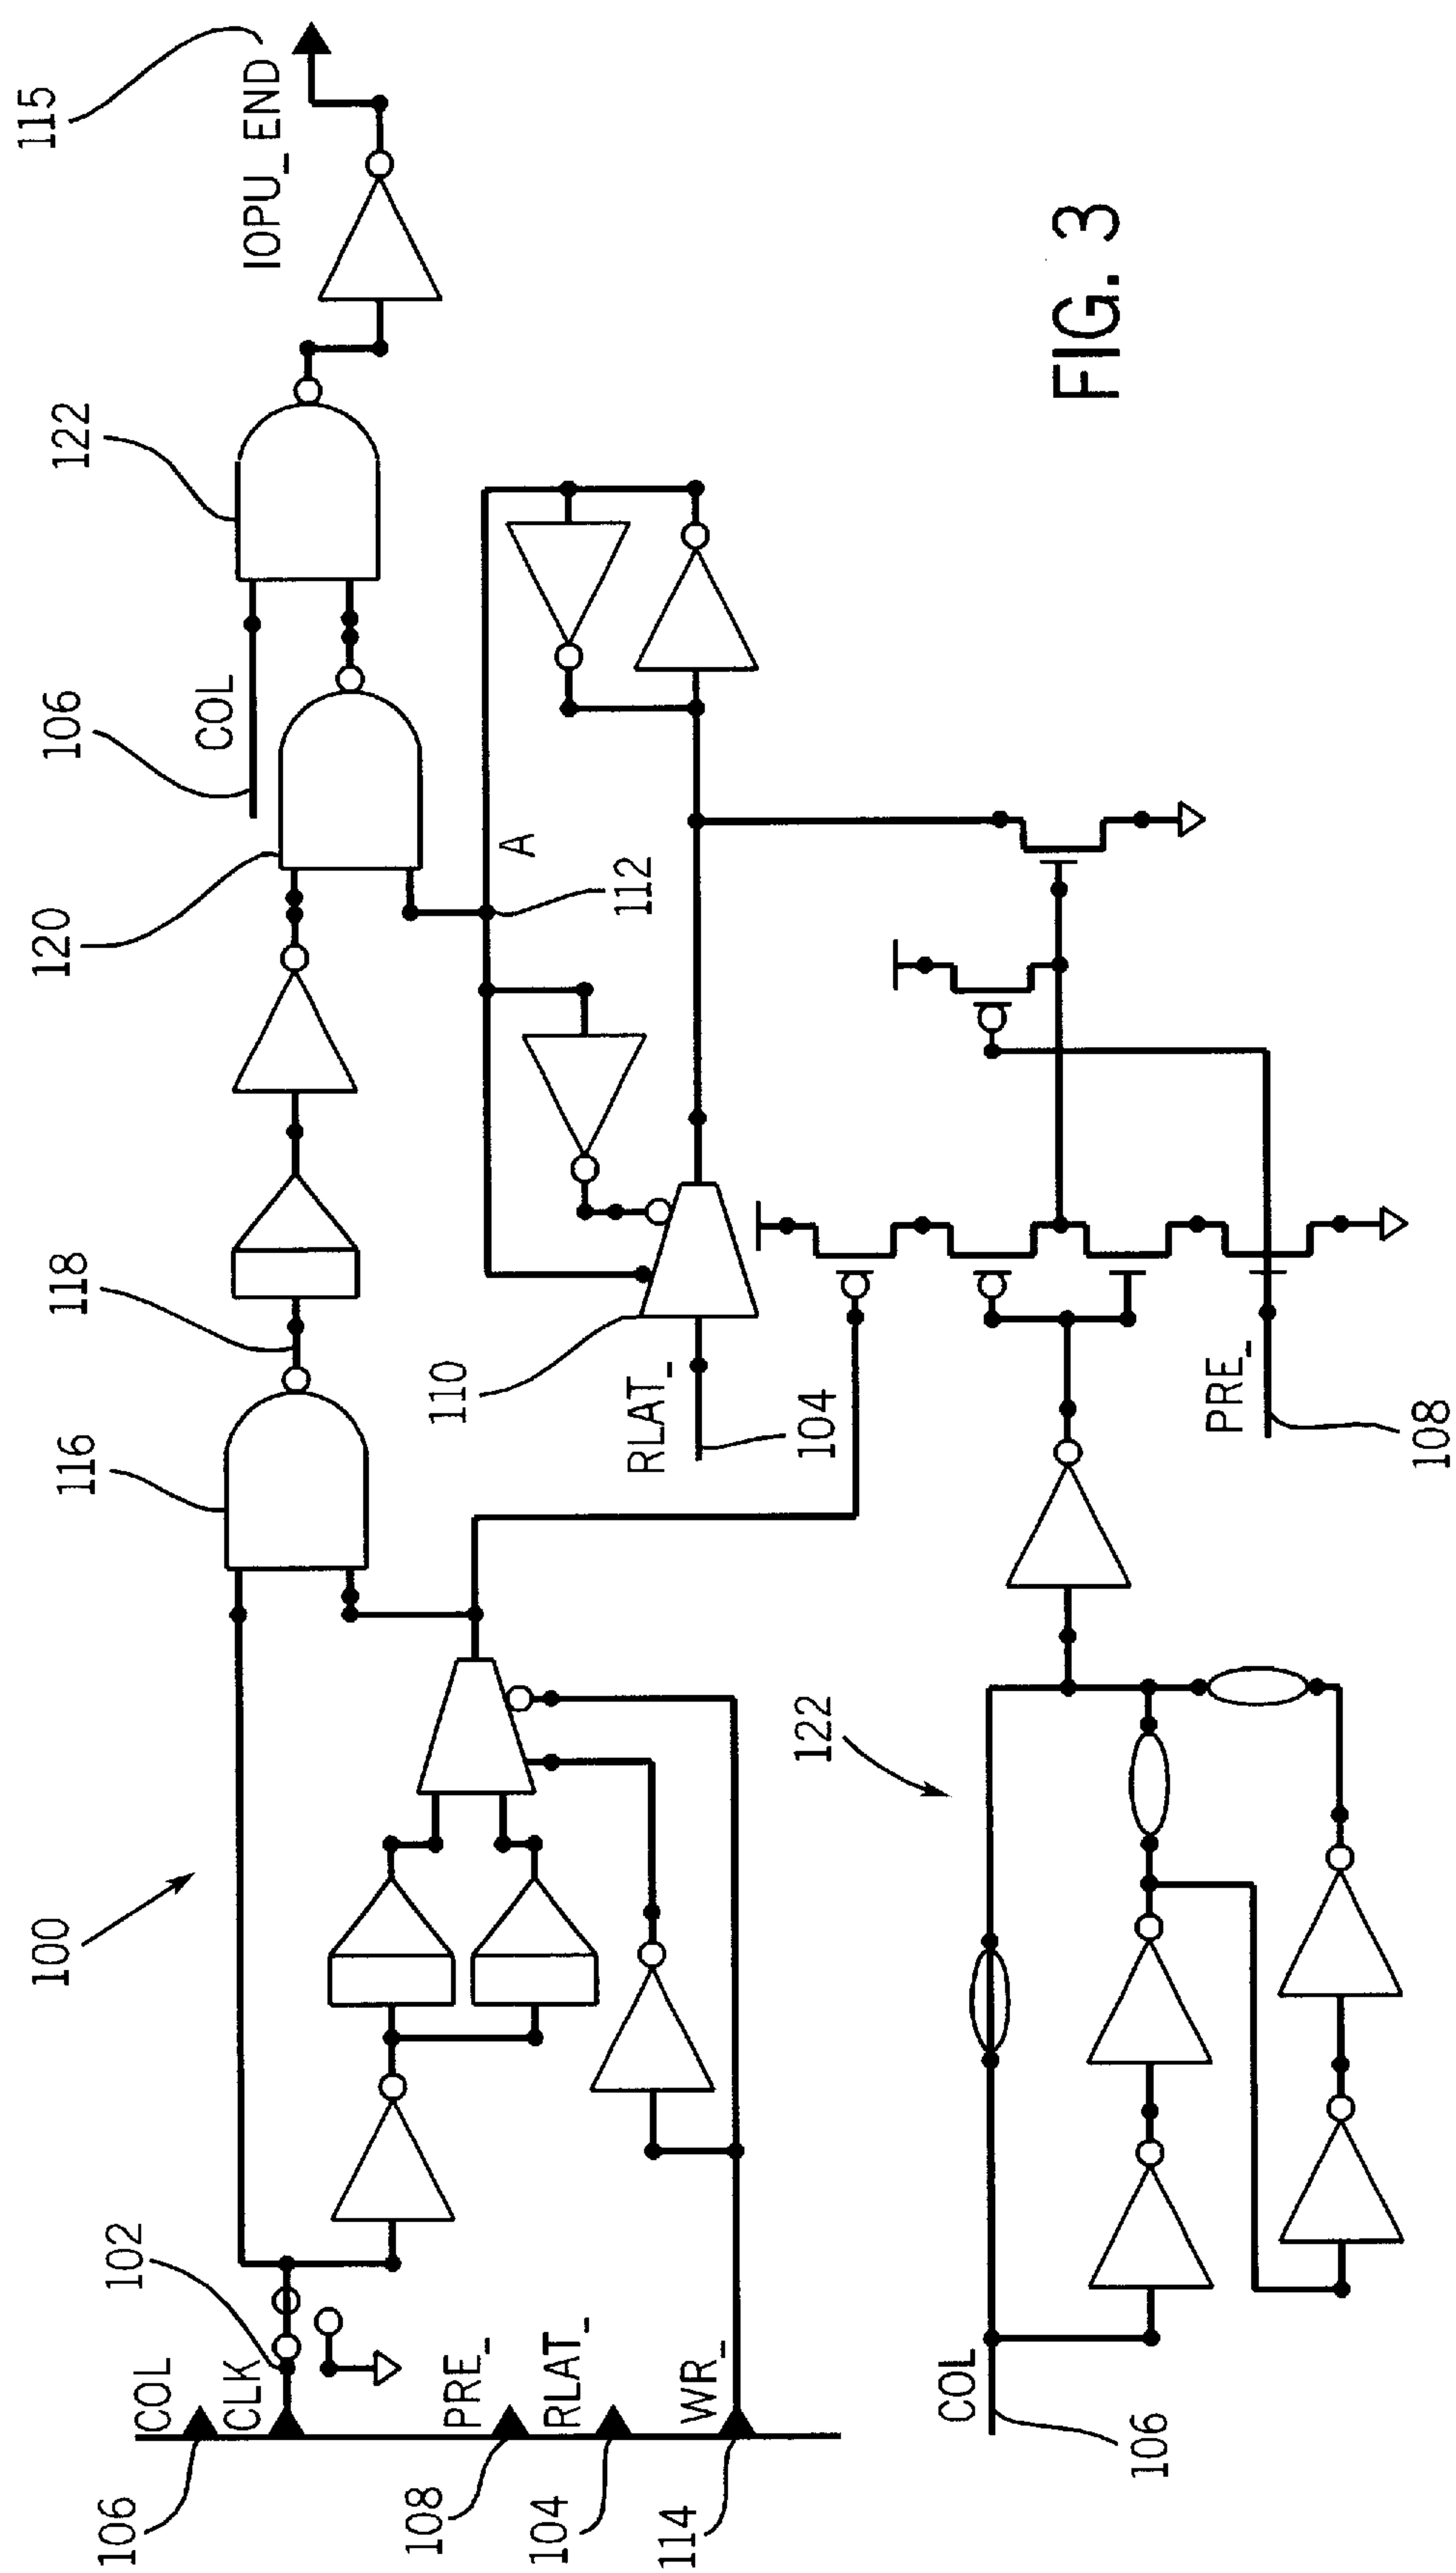 115
IOPU_END
122
106
COL
120
A
112
118
116
110
RLAT_
104
PRE_
108
FIG. 3
100
102
122
COL
106
COL
CLK
PRE_
RLAT_
WR_
106
108
104
114